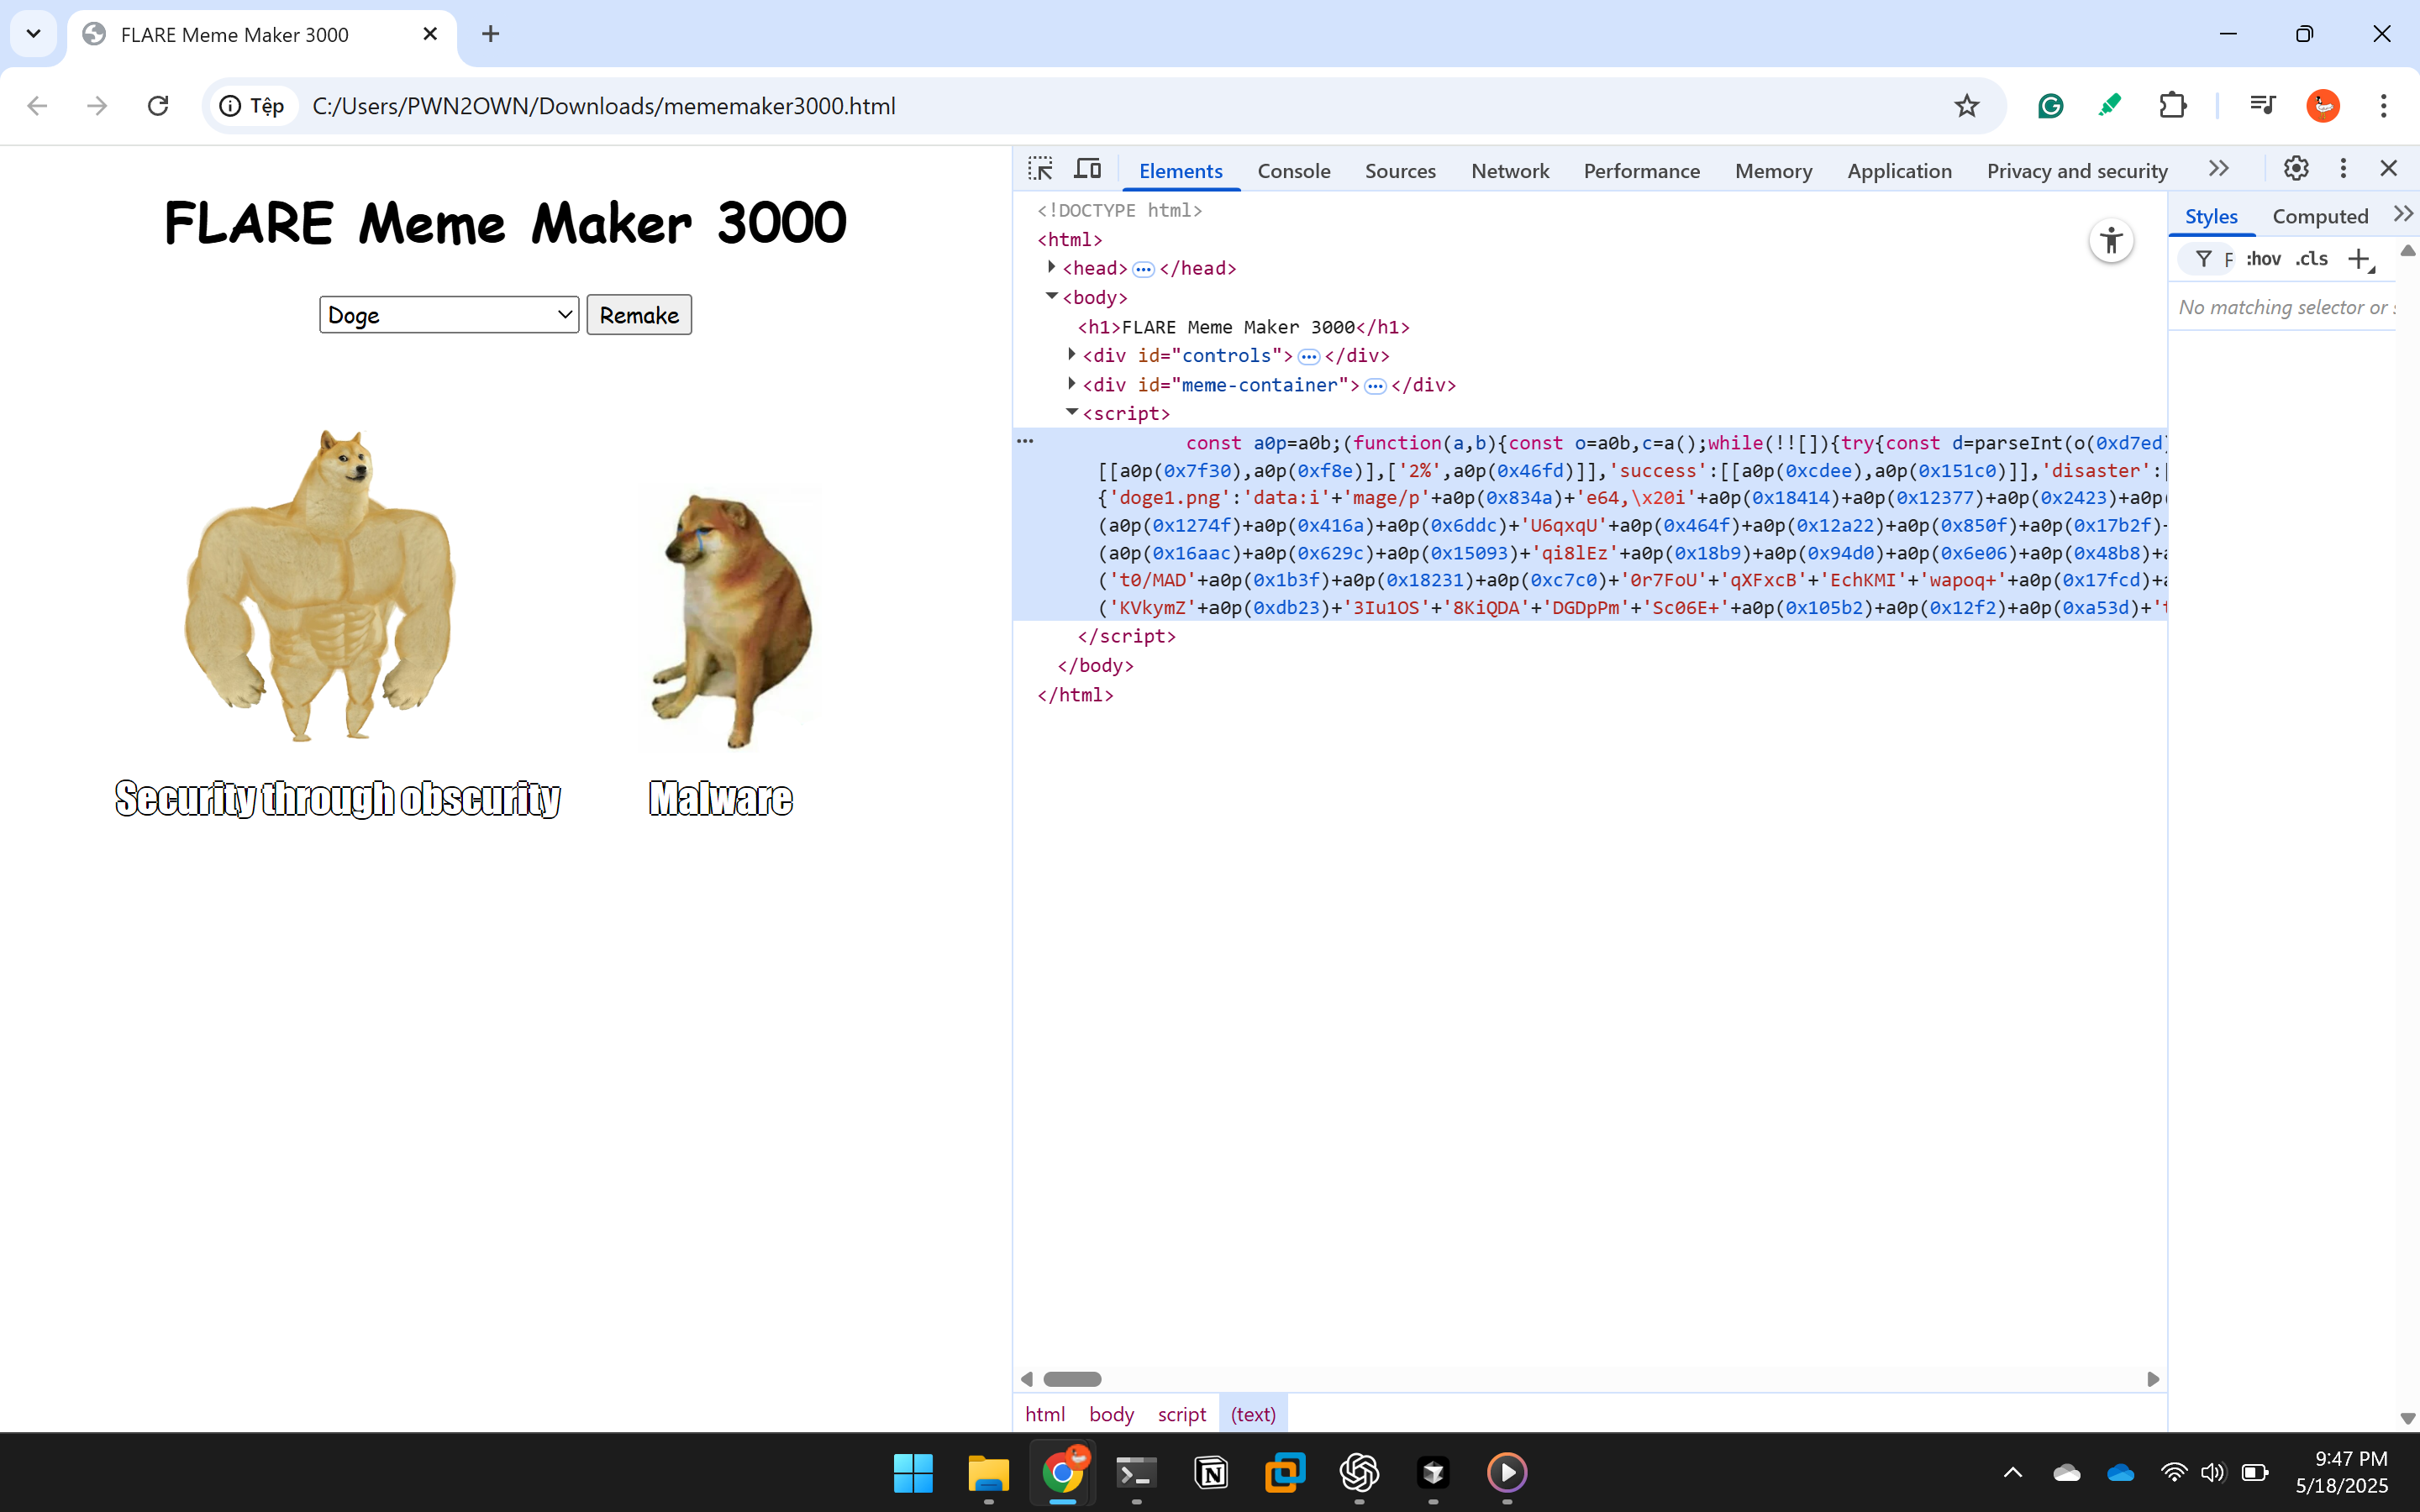 FLARE Meme Maker 3000
Tệp
C:/Users/PWN2OWN/Downloads/mememaker3000.html
FLARE Meme Maker 3000
Doge
Remake
Security through obscurity
Malware
Elements Console Sources Network Performance Memory Application Privacy and security
<!DOCTYPE html>
<html>
<head> ••• </head>
<body>
<h1>FLARE Meme Maker 3000</h1>
<div id="controls"> ••• </div>
<div id="meme-container"> ••• </div>
<script>
const a0p=a0b;(function(a,b){const o=a0b,c=a();while(!![]){try{const d=parseInt(o(0xd7ed)
[[a0p(0x7f30),a0p(0xf8e)],['2%',a0p(0x46fd)]],'success':[[a0p(0xcdee),a0p(0x151c0)]],'disaster':[
{'doge1.png':'data:i'+'mage/p'+a0p(0x834a)+'e64,\x20i'+a0p(0x18414)+a0p(0x12377)+a0p(0x2423)+a0p(
(a0p(0x1274f)+a0p(0x416a)+a0p(0x6ddc)+'U6qxqU'+a0p(0x464f)+a0p(0x12a22)+a0p(0x850f)+a0p(0x17b2f)+
(a0p(0x16aac)+a0p(0x629c)+a0p(0x15093)+'qi8lEz'+a0p(0x18b9)+a0p(0x94d0)+a0p(0x6e06)+a0p(0x48b8)+a
('t0/MAD'+a0p(0x1b3f)+a0p(0x18231)+a0p(0xc7c0)+'0r7FoU'+'qXFxcB'+'EchKMI'+'wapoq+'+a0p(0x17fcd)+a
('KVkymZ'+a0p(0xdb23)+'3Iu1OS'+'8KiQDA'+'DGDpPm'+'Sc06E+'+a0p(0x105b2)+a0p(0x12f2)+a0p(0xa53d)+'t
</script>
</body>
</html>
html body script (text)
Styles Computed
F :hov .cls
No matching selector or
9:47 PM
5/18/2025